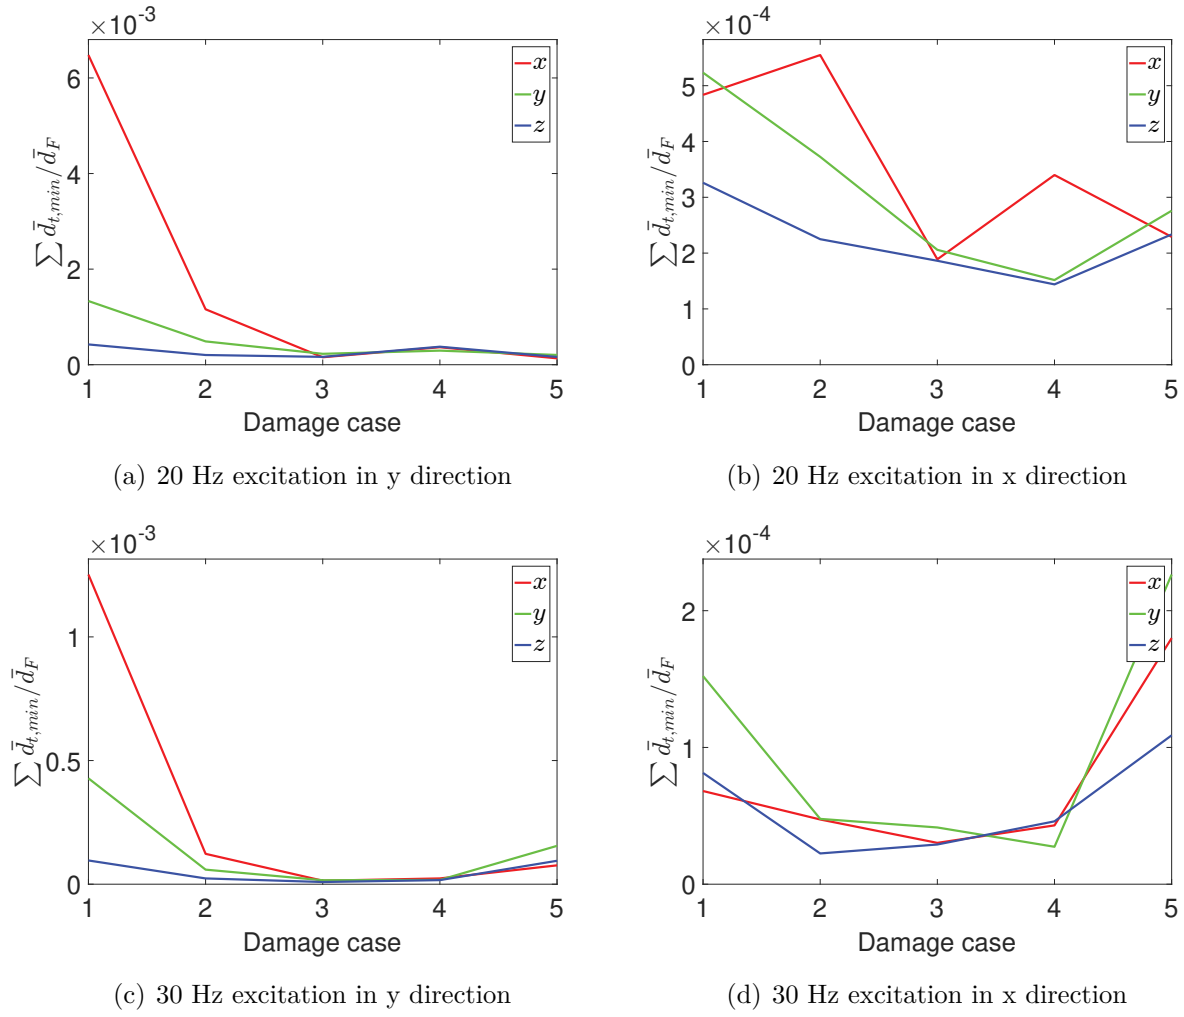 ×10⁻³
6
4
2
0
1 2 3 4 5
∑ d̄_{t,min}/d̄_F
Damage case
x
y
z
(a) 20 Hz excitation in y direction
×10⁻⁴
5
4
3
2
1
0
1 2 3 4 5
∑ d̄_{t,min}/d̄_F
Damage case
x
y
z
(b) 20 Hz excitation in x direction
×10⁻³
1
0.5
0
1 2 3 4 5
∑ d̄_{t,min}/d̄_F
Damage case
x
y
z
(c) 30 Hz excitation in y direction
×10⁻⁴
2
1
0
1 2 3 4 5
∑ d̄_{t,min}/d̄_F
Damage case
x
y
z
(d) 30 Hz excitation in x direction